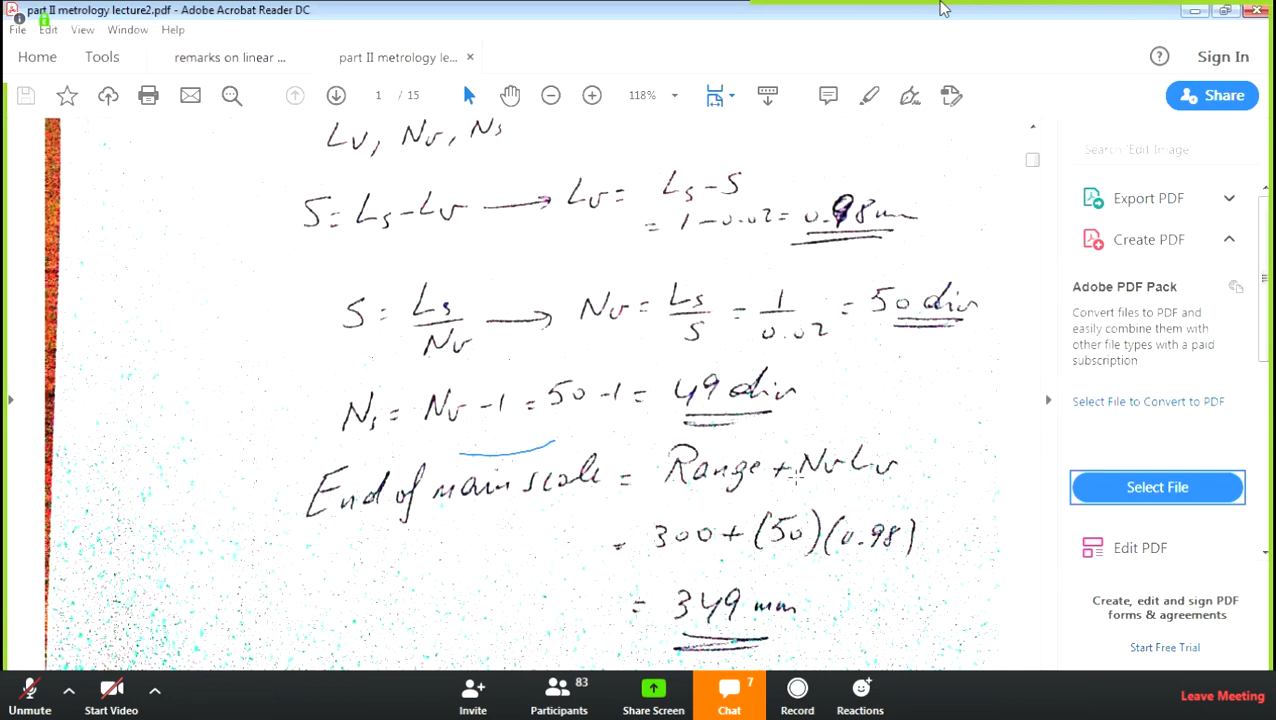 part II metrology lecture2.pdf - Adobe Acrobat Reader DC
File Edit View Window Help
Home Tools remarks on linear ... part II metrology le... × Sign In
1 / 15 118% Share
Lv, Nv, Ns
S = Ls - Lv → Lv = Ls - S
= 1 - 0.02 = 0.98 mm
S = Ls / Nv → Nv = Ls / S = 1 / 0.02 = 50 div
Ns = Nv - 1 = 50 - 1 = 49 div
End of main scale = Range + Nv Lv
= 300 + (50)(0.98)
= 349 mm
Search 'Edit Image
Export PDF
Create PDF
Adobe PDF Pack
Convert files to PDF and
easily combine them with
other file types with a paid
subscription
Select File to Convert to PDF
Select File
Edit PDF
Create, edit and sign PDF
forms & agreements
Start Free Trial
Unmute Start Video Invite Participants 83 Share Screen Chat 7 Record Reactions Leave Meeting